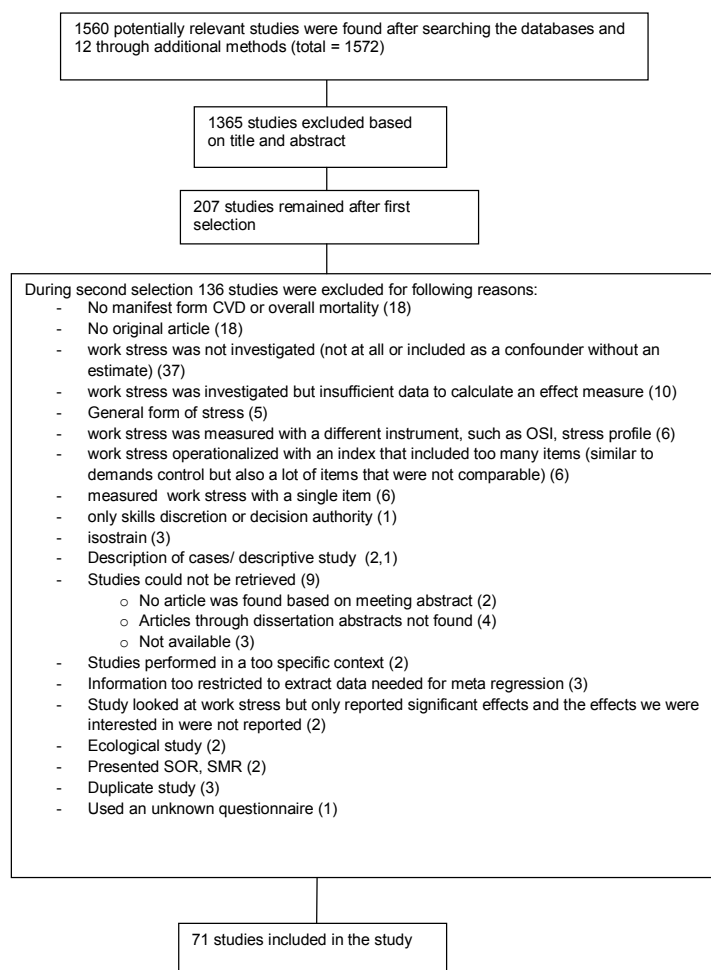 1560 potentially relevant studies were found after searching the databases and
12 through additional methods (total = 1572)
1365 studies excluded based
on title and abstract
207 studies remained after first
selection
During second selection 136 studies were excluded for following reasons:
- No manifest form CVD or overall mortality (18)
- No original article (18)
- work stress was not investigated (not at all or included as a confounder without an
estimate) (37)
- work stress was investigated but insufficient data to calculate an effect measure (10)
- General form of stress (5)
- work stress was measured with a different instrument, such as OSI, stress profile (6)
- work stress operationalized with an index that included too many items (similar to
demands control but also a lot of items that were not comparable) (6)
- measured work stress with a single item (6)
- only skills discretion or decision authority (1)
- isostrain (3)
- Description of cases/ descriptive study (2,1)
- Studies could not be retrieved (9)
o No article was found based on meeting abstract (2)
o Articles through dissertation abstracts not found (4)
o Not available (3)
- Studies performed in a too specific context (2)
- Information too restricted to extract data needed for meta regression (3)
- Study looked at work stress but only reported significant effects and the effects we were
interested in were not reported (2)
- Ecological study (2)
- Presented SOR, SMR (2)
- Duplicate study (3)
- Used an unknown questionnaire (1)
71 studies included in the study